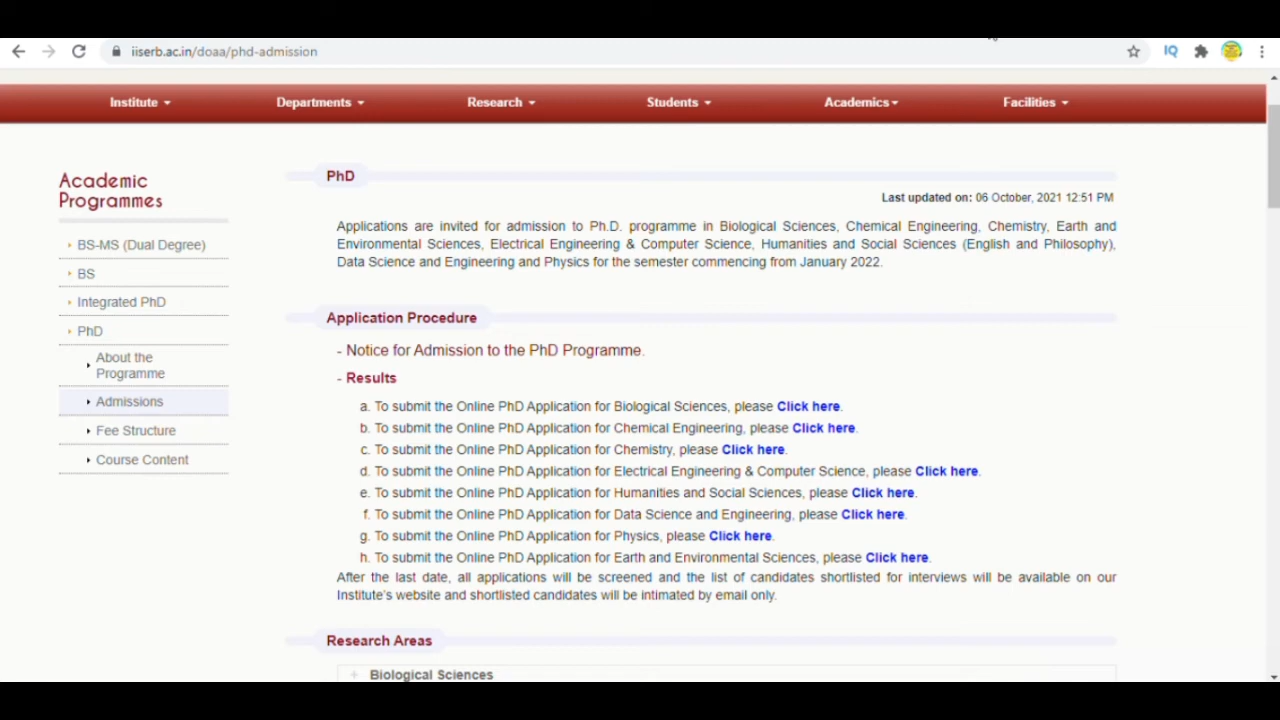 iiserb.ac.in/doaa/phd-admission
IQ
Institute
Departments
Research
Students
Academics
Facilities
Academic
Programmes
BS-MS (Dual Degree)
BS
Integrated PhD
PhD
About the
Programme
Admissions
Fee Structure
Course Content
PhD
Last updated on: 06 October, 2021 12:51 PM
Applications are invited for admission to Ph.D. programme in Biological Sciences, Chemical Engineering, Chemistry, Earth and
Environmental Sciences, Electrical Engineering & Computer Science, Humanities and Social Sciences (English and Philosophy),
Data Science and Engineering and Physics for the semester commencing from January 2022.
Application Procedure
- Notice for Admission to the PhD Programme.
- Results
a. To submit the Online PhD Application for Biological Sciences, please Click here.
b. To submit the Online PhD Application for Chemical Engineering, please Click here.
c. To submit the Online PhD Application for Chemistry, please Click here.
d. To submit the Online PhD Application for Electrical Engineering & Computer Science, please Click here.
e. To submit the Online PhD Application for Humanities and Social Sciences, please Click here.
f. To submit the Online PhD Application for Data Science and Engineering, please Click here.
g. To submit the Online PhD Application for Physics, please Click here.
h. To submit the Online PhD Application for Earth and Environmental Sciences, please Click here.
After the last date, all applications will be screened and the list of candidates shortlisted for interviews will be available on our
Institute's website and shortlisted candidates will be intimated by email only.
Research Areas
+ Biological Sciences